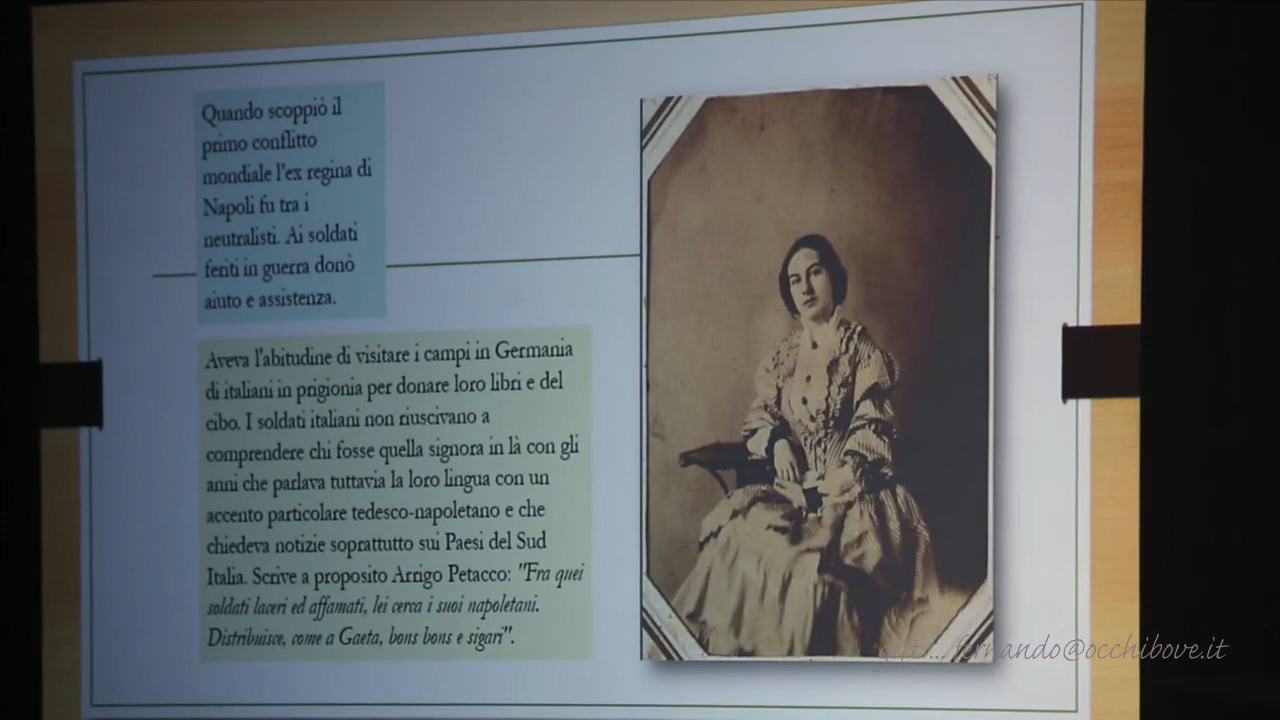 Quando scoppiò il
primo conflitto
mondiale l'ex regina di
Napoli fu tra i
neutralisti. Ai soldati
feriti in guerra donò
aiuto e assistenza.
Aveva l'abitudine di visitare i campi in Germania
di italiani in prigionia per donare loro libri e del
cibo. I soldati italiani non riuscivano a
comprendere chi fosse quella signora in là con gli
anni che parlava tuttavia la loro lingua con un
accento particolare tedesco-napoletano e che
chiedeva notizie soprattutto sui Paesi del Sud
Italia. Scrive a proposito Arrigo Petacco: "Fra quei
soldati laceri ed affamati, lei cerca i suoi napoletani.
Distribuisce, come a Gaeta, bons bons e sigari".
fernando@occhibove.it